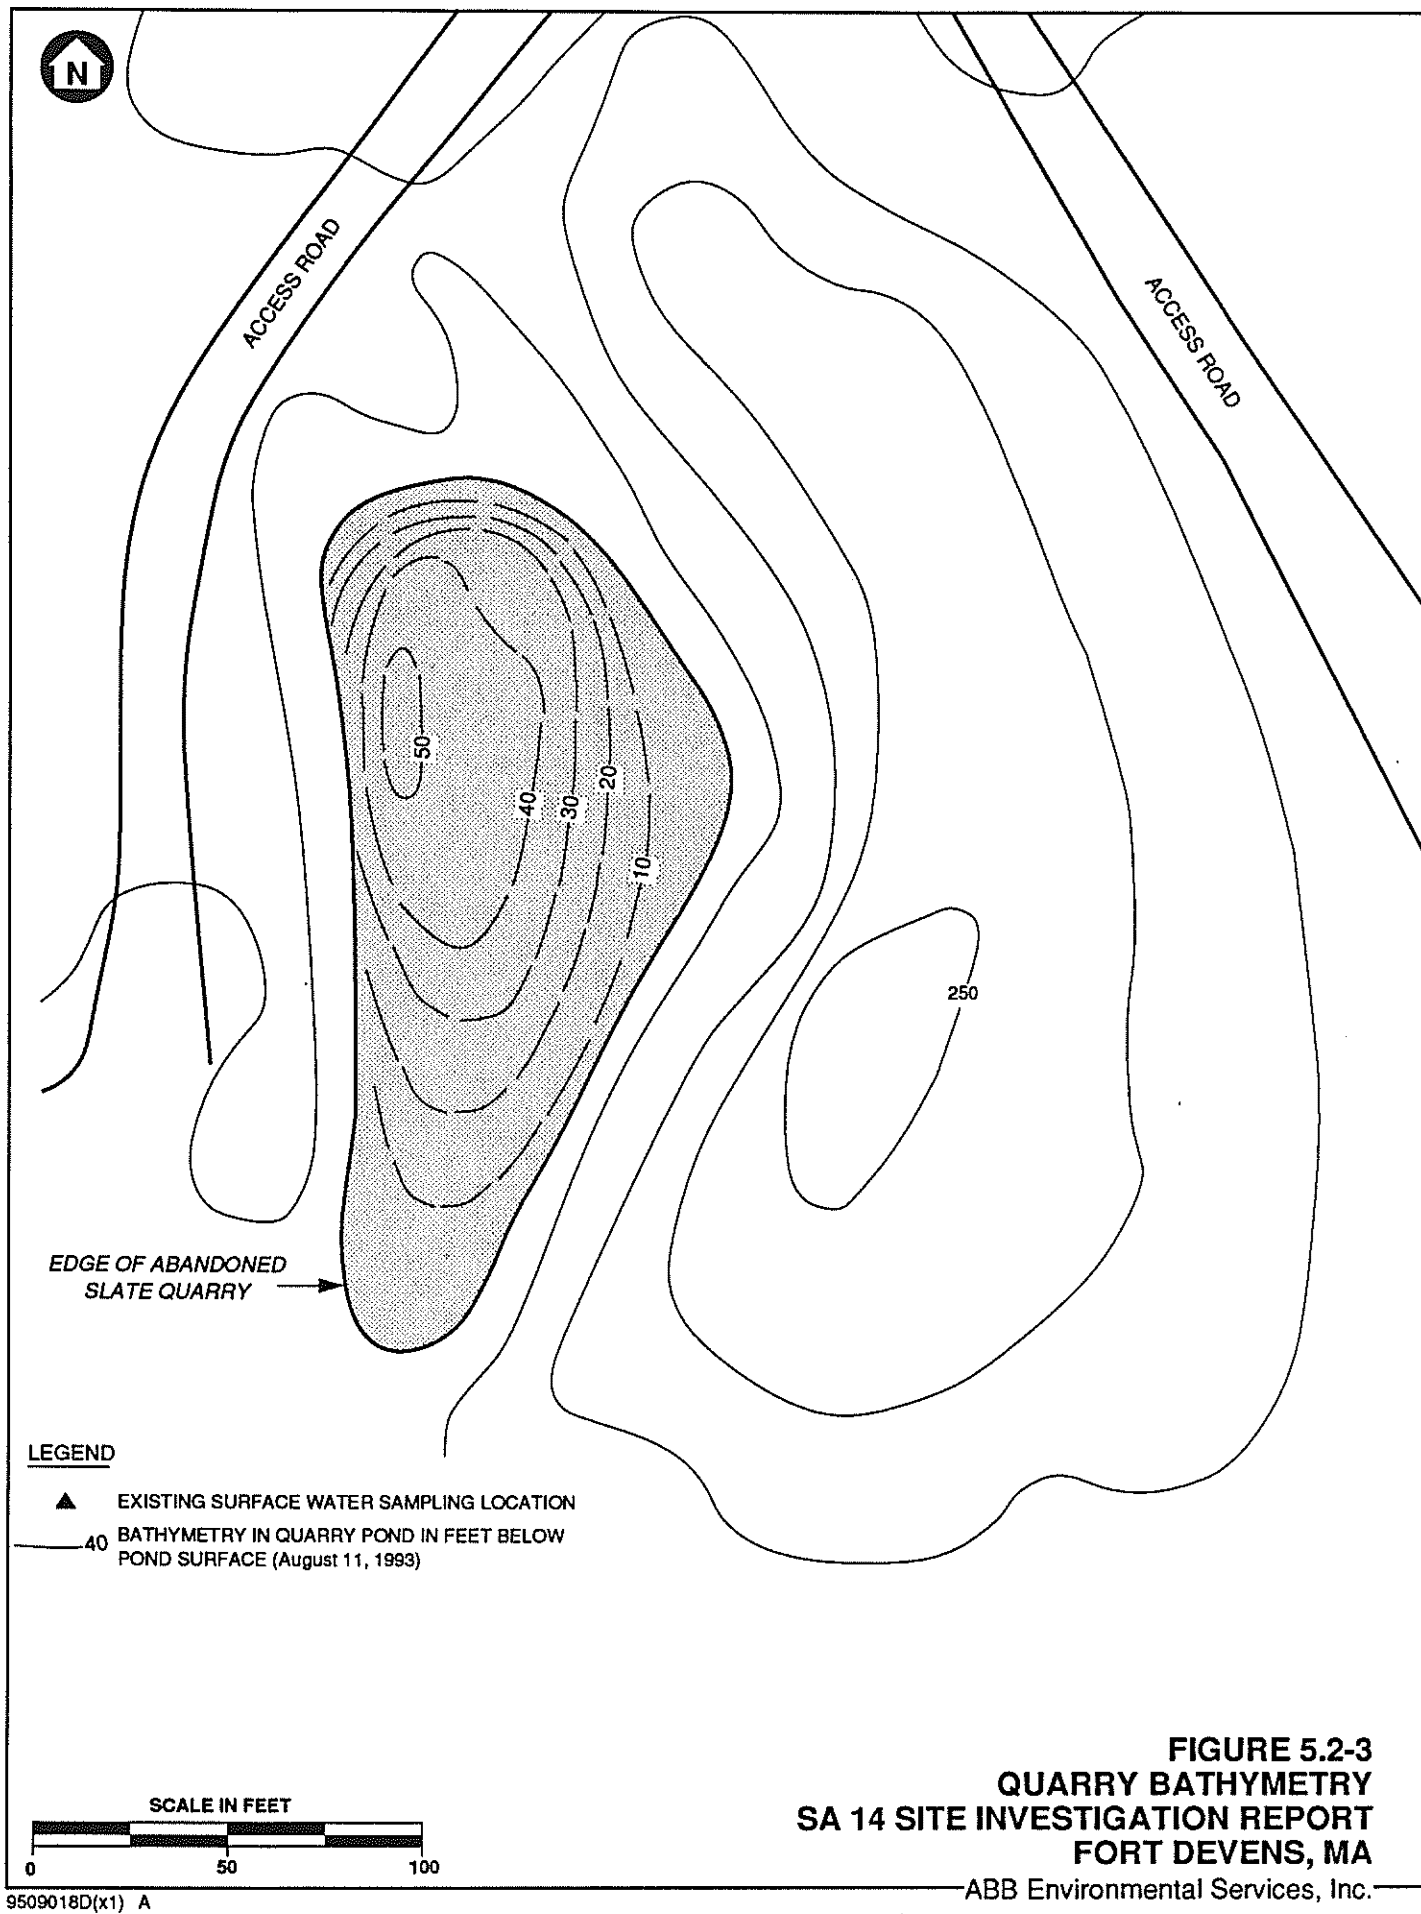 N
ACCESS ROAD
ACCESS ROAD
50
40
30
20
10
250
EDGE OF ABANDONED
SLATE QUARRY
LEGEND
EXISTING SURFACE WATER SAMPLING LOCATION
40 BATHYMETRY IN QUARRY POND IN FEET BELOW
POND SURFACE (August 11, 1993)
FIGURE 5.2-3
QUARRY BATHYMETRY
SA 14 SITE INVESTIGATION REPORT
FORT DEVENS, MA
ABB Environmental Services, Inc.
SCALE IN FEET
0 50 100
9509018D(x1) A